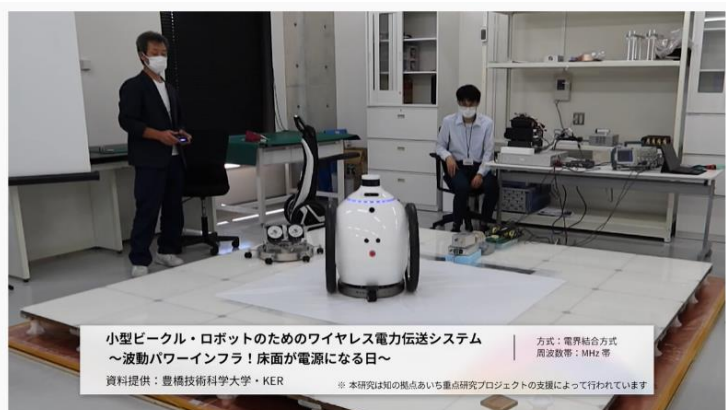 小型ビークル・ロボットのためのワイヤレス電力伝送システム
～波動パワーインフラ！床面が電源になる日～
資料提供：豊橋技術科学大学・KER
方式：電界結合方式
周波数帯：MHz 帯
※ 本研究は知の拠点あいち重点研究プロジェクトの支援によって行われています